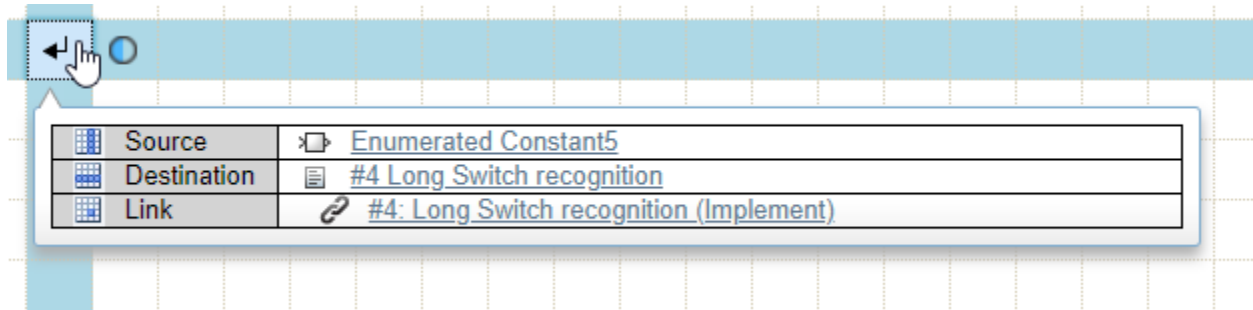 Source Enumerated Constant5
Destination #4 Long Switch recognition
Link #4: Long Switch recognition (Implement)